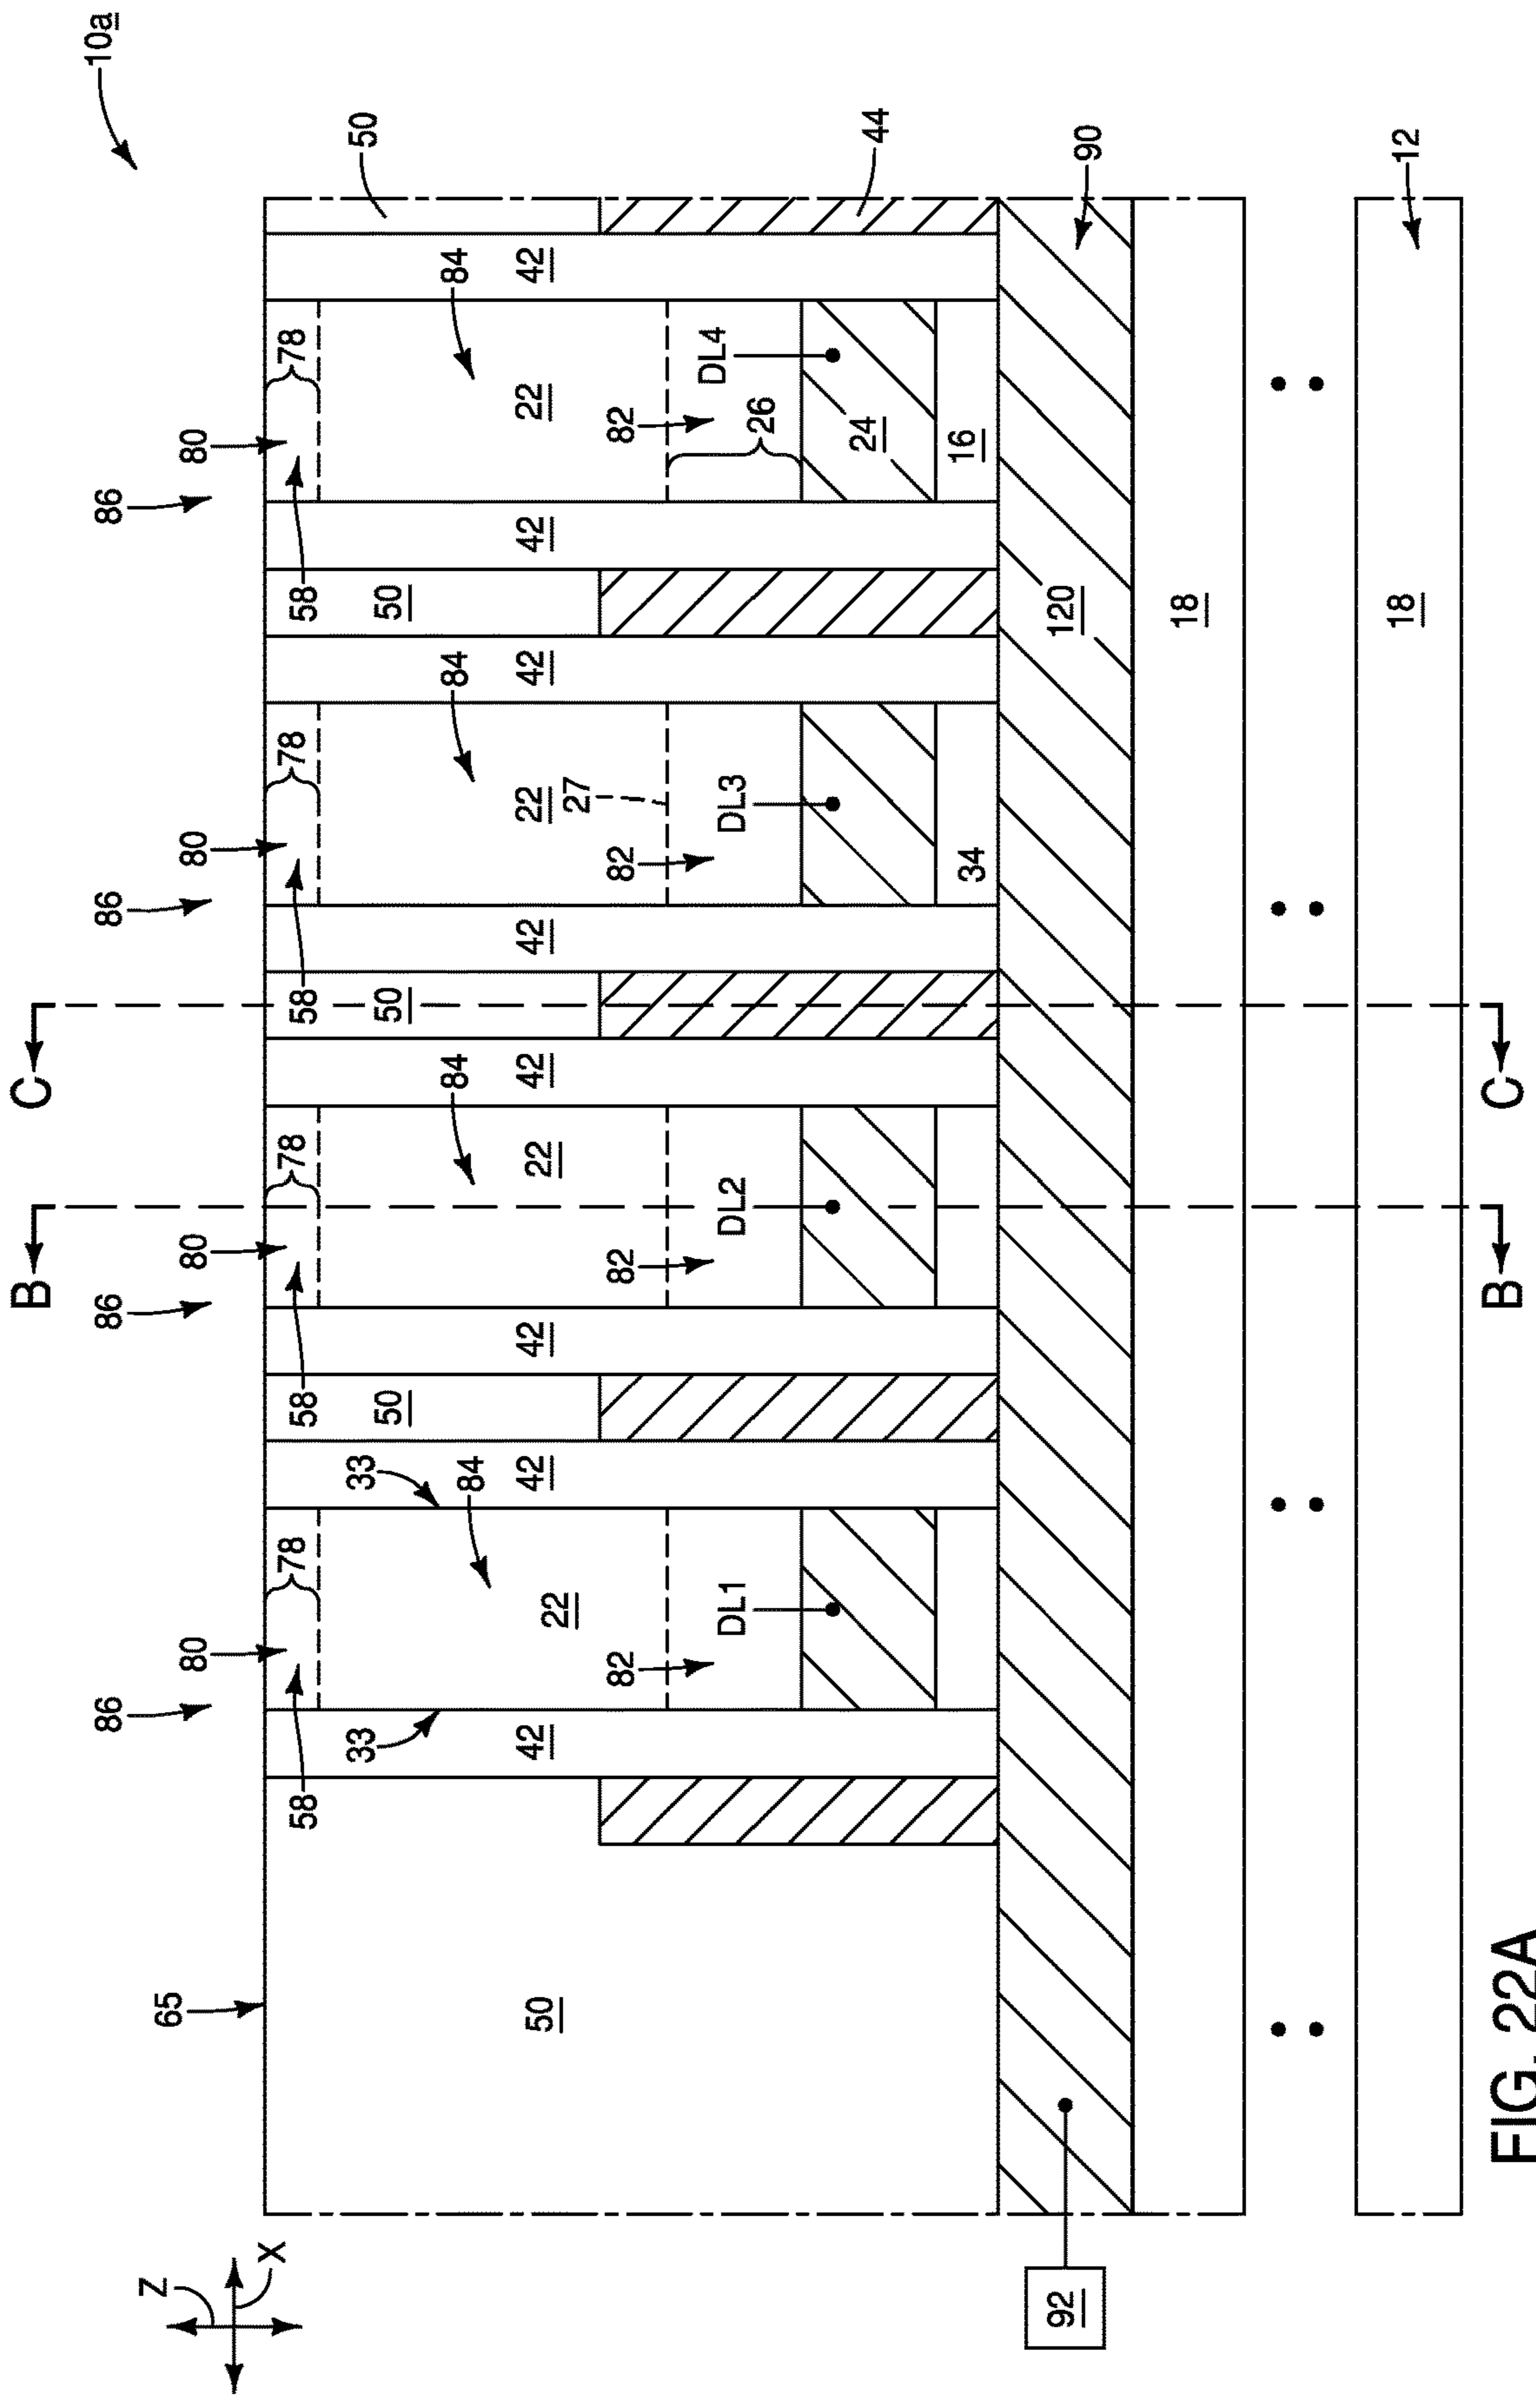 B C
86 86 86 86 10a
Z 65 80 80 80 80
X 78 78 78 78
58 58 58 58
33 33 50
50 50 50
84 84 84 84
50 42 22 42 42 22 42 42 22 42 42 22 42
27
82 82 82 82
DL1 DL2 DL3 DL4
26
24 44
34 16
92 120 90
18
18 12
B C
FIG. 22A